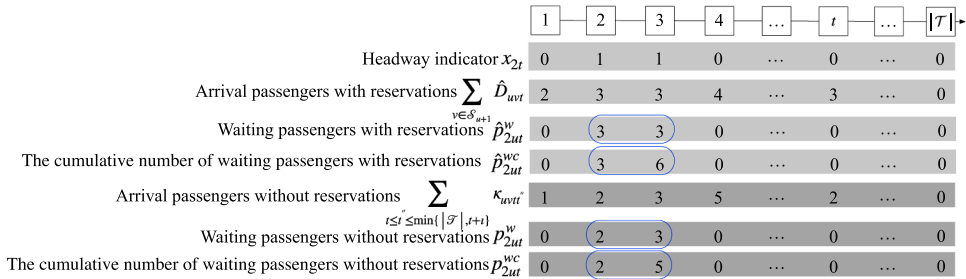 1 2 3 4 ... t ... |𝒯|
Headway indicator x_{2t} 0 1 1 0 ... 0 ... 0
Arrival passengers with reservations ∑_{v∈𝒮_{u+1}} D̂_{uvt} 2 3 3 4 ... 3 ... 0
Waiting passengers with reservations p̂^w_{2ut} 0 3 3 0 ... 0 ... 0
The cumulative number of waiting passengers with reservations p̂^{wc}_{2ut} 0 3 6 0 ... 0 ... 0
Arrival passengers without reservations ∑_{t≤t''≤min{|𝒯|,t+ι}} κ_{uvtt''} 1 2 3 5 ... 2 ... 0
Waiting passengers without reservations p^w_{2ut} 0 2 3 0 ... 0 ... 0
The cumulative number of waiting passengers without reservations p^{wc}_{2ut} 0 2 5 0 ... 0 ... 0